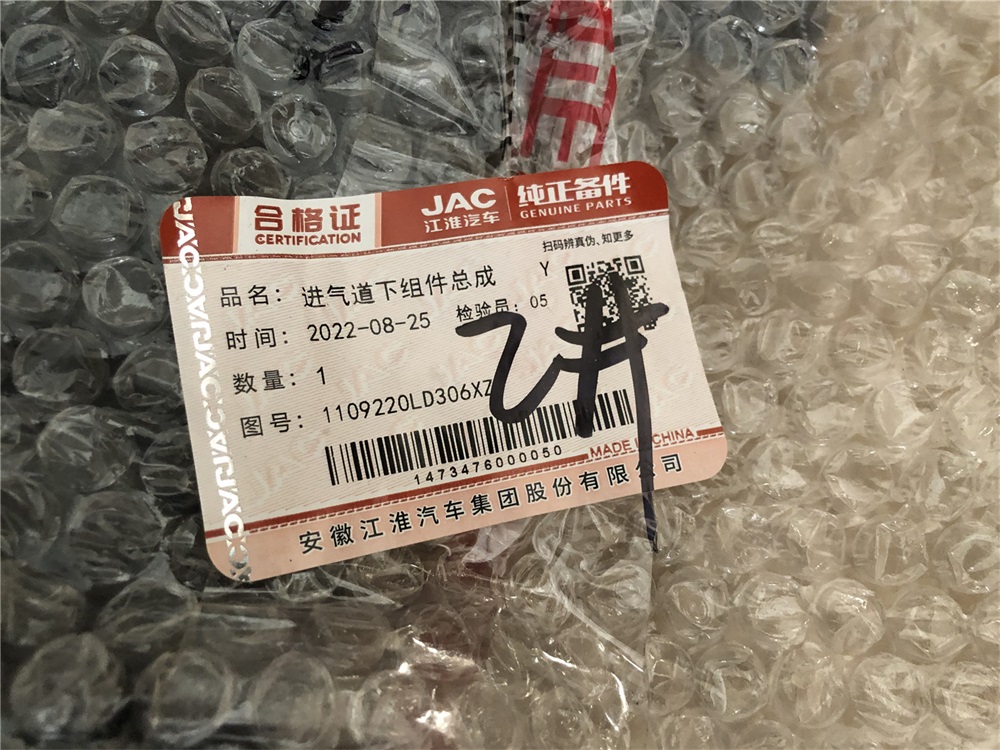 合格证
CERTIFICATION
JAC
江淮汽车
纯正备件
GENUINE PARTS
扫码辨真伪、知更多
品名：进气道下组件总成
Y
时间：2022-08-25
检验员：05
数量：1
图号：1109220LD306XZ
1473476000050
MADE IN CHINA
安徽江淮汽车集团股份有限公司